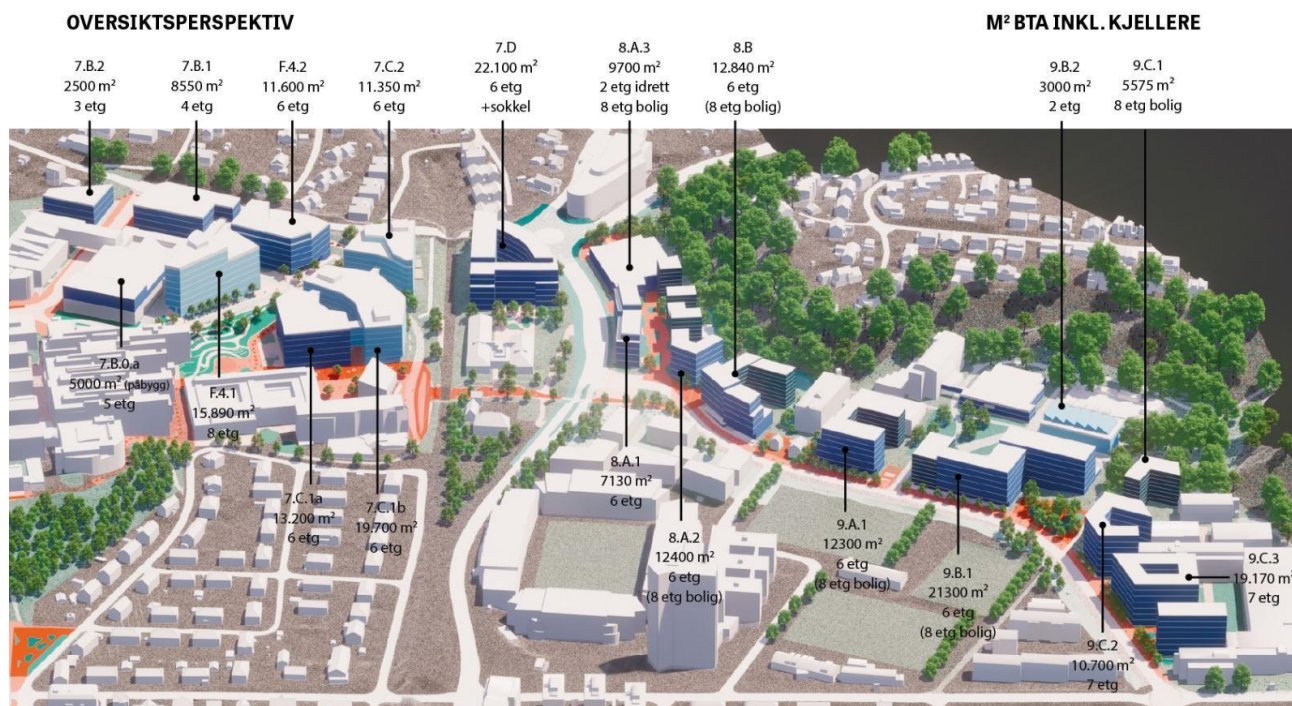 OVERSIKTSPERSPEKTIV
M² BTA INKL. KJELLERE
7.B.2
2500 m²
3 etg
7.B.1
8550 m²
4 etg
F.4.2
11.600 m²
6 etg
7.C.2
11.350 m²
6 etg
7.D
22.100 m²
6 etg
+sokkel
8.A.3
9700 m²
2 etg idrett
8 etg bolig
8.B
12.840 m²
6 etg
(8 etg bolig)
9.B.2
3000 m²
2 etg
9.C.1
5575 m²
8 etg bolig
7.B.0.a
5000 m² (påbygg)
5 etg
F.4.1
15.890 m²
8 etg
7.C.1a
13.200 m²
6 etg
7.C.1b
19.700 m²
6 etg
8.A.1
7130 m²
6 etg
8.A.2
12400 m²
6 etg
(8 etg bolig)
9.A.1
12300 m²
6 etg
(8 etg bolig)
9.B.1
21300 m²
6 etg
(8 etg bolig)
9.C.2
10.700 m²
7 etg
9.C.3
19.170 m²
7 etg